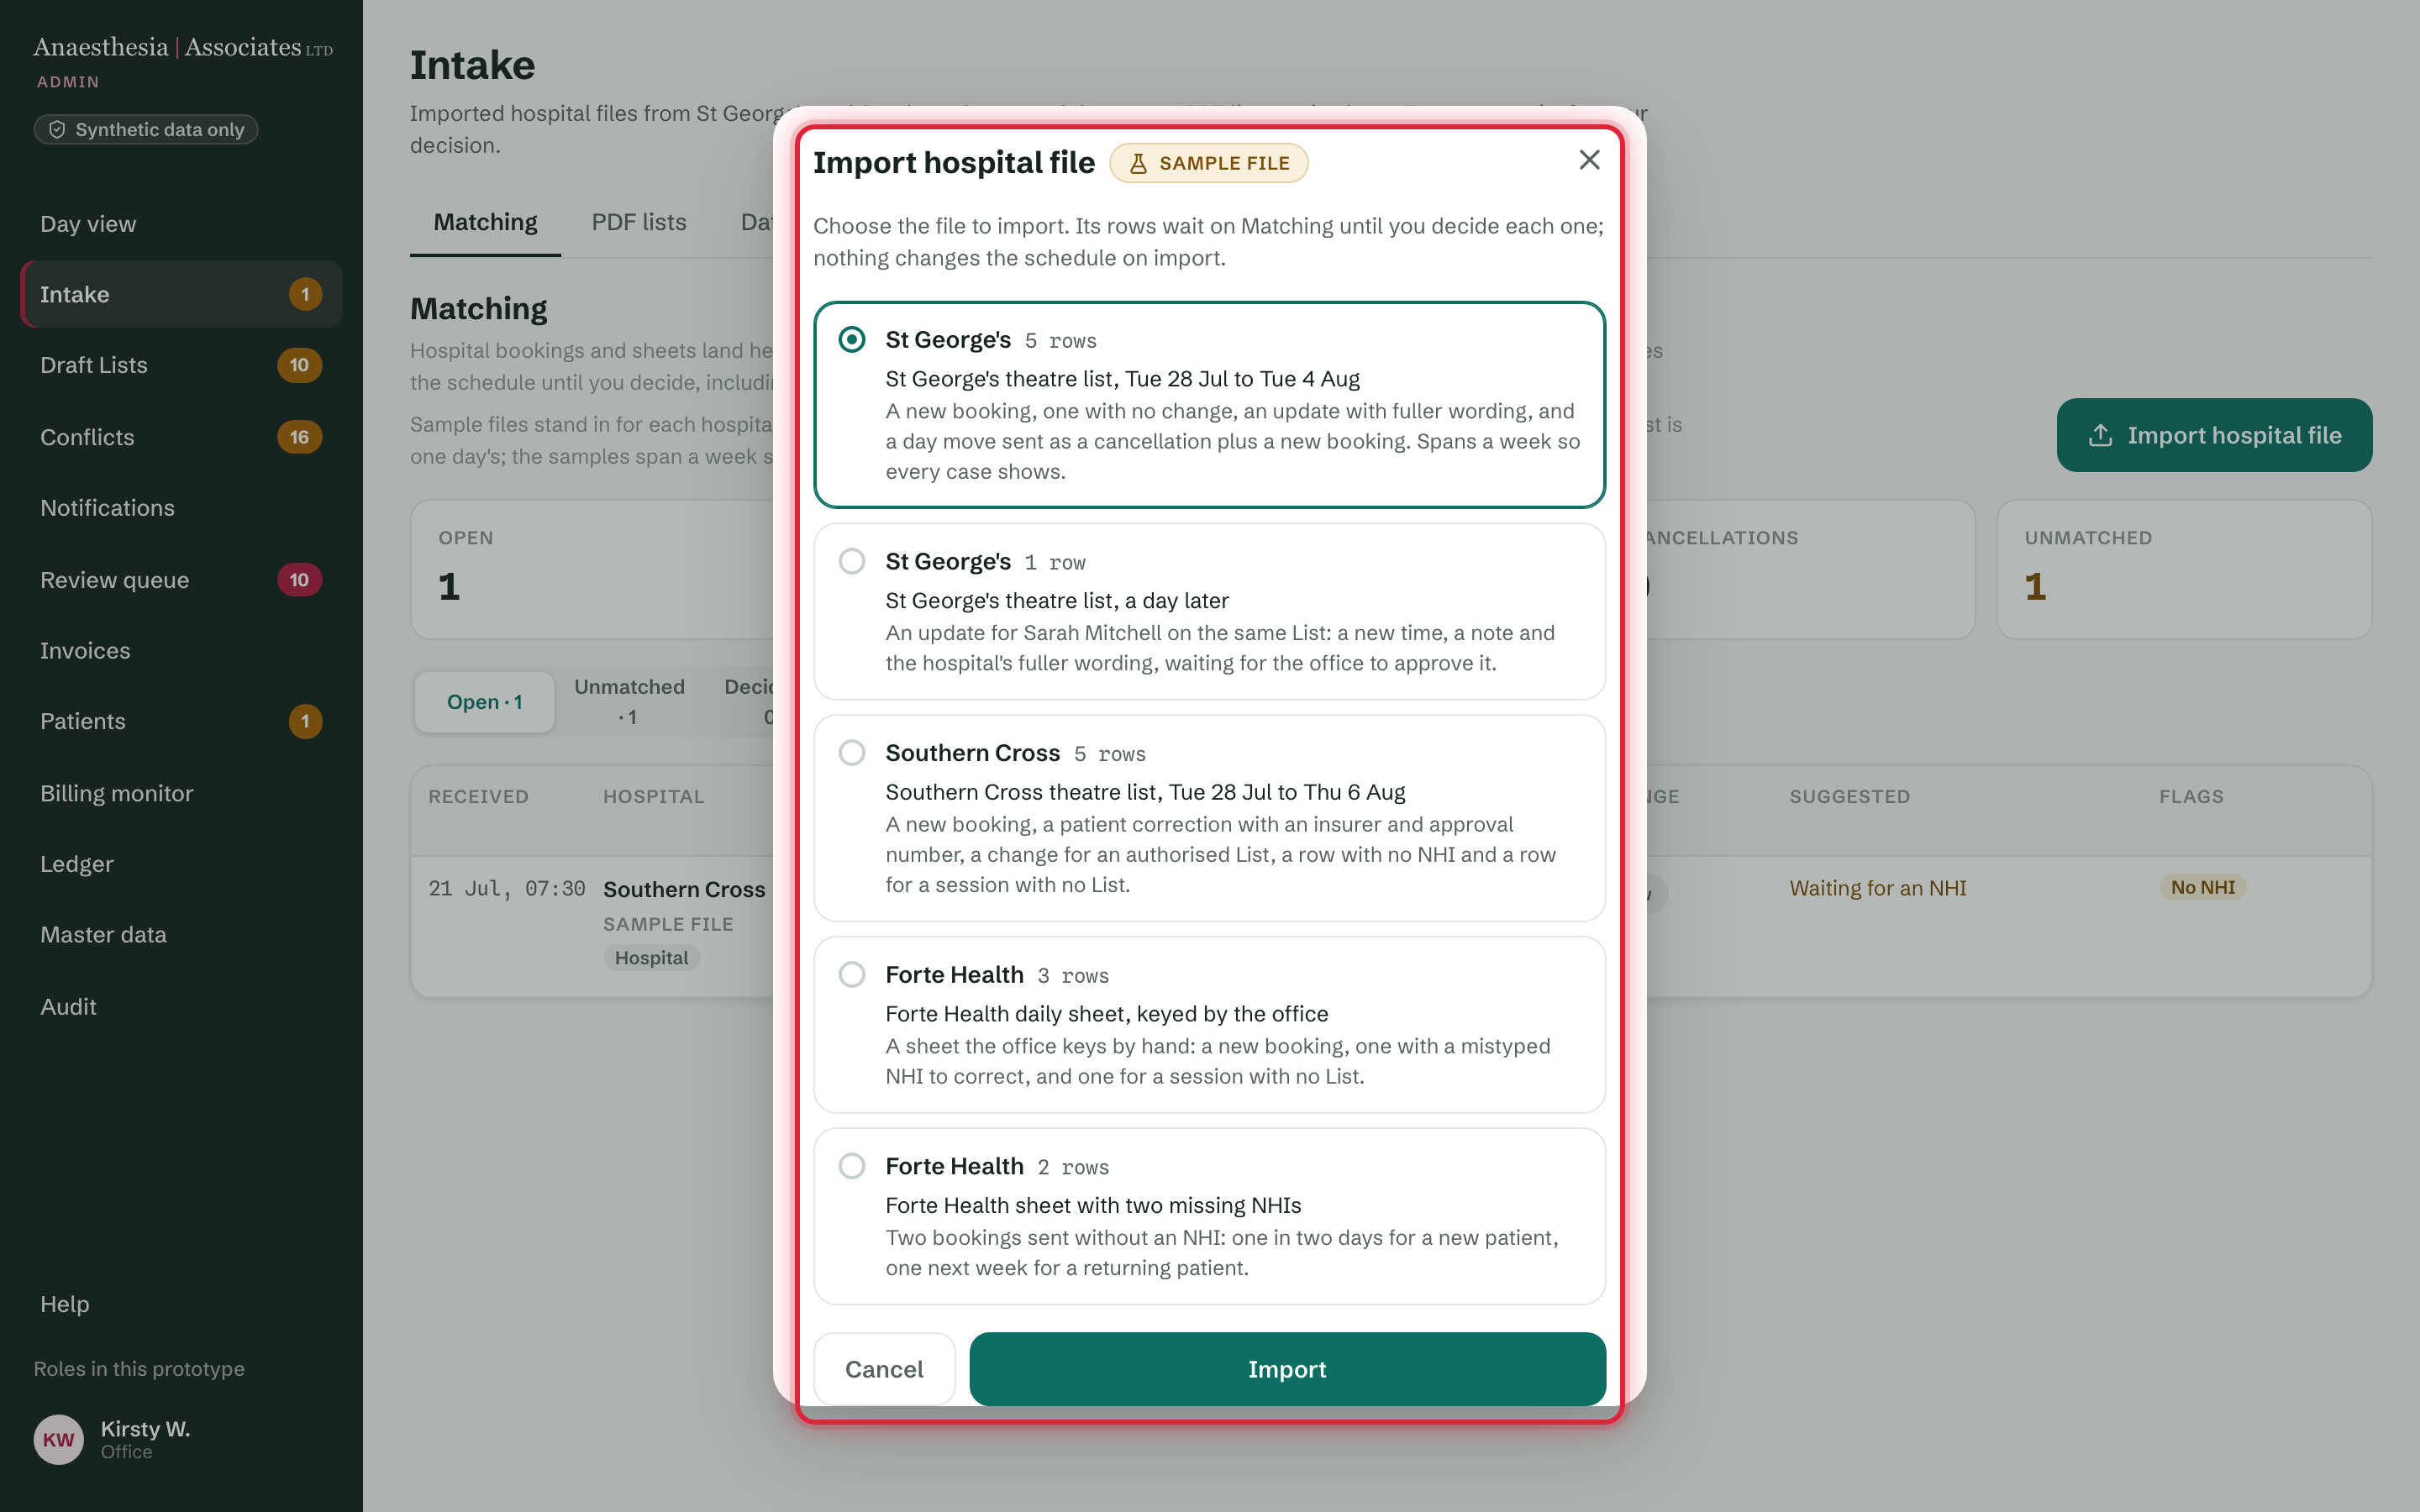 Anaesthesia | Associates LTD
ADMIN
Synthetic data only
Day view
Intake 1
Draft Lists 10
Conflicts 16
Notifications
Review queue 10
Invoices
Patients 1
Billing monitor
Ledger
Master data
Audit
Help
Roles in this prototype
KW
Kirsty W.
Office
Intake
Imported hospital files from St Georg
decision.
Matching PDF lists Da
Matching
Hospital bookings and sheets land he
the schedule until you decide, includi
Sample files stand in for each hospita
one day's; the samples span a week s
Import hospital file
OPEN
1
ANCELLATIONS
UNMATCHED
1
Open · 1
Unmatched
· 1
Decid
0
RECEIVED HOSPITAL NGE SUGGESTED FLAGS
21 Jul, 07:30 Southern Cross Waiting for an NHI No NHI
SAMPLE FILE
Hospital
Import hospital file SAMPLE FILE
Choose the file to import. Its rows wait on Matching until you decide each one;
nothing changes the schedule on import.
St George's 5 rows
St George's theatre list, Tue 28 Jul to Tue 4 Aug
A new booking, one with no change, an update with fuller wording, and
a day move sent as a cancellation plus a new booking. Spans a week so
every case shows.
St George's 1 row
St George's theatre list, a day later
An update for Sarah Mitchell on the same List: a new time, a note and
the hospital's fuller wording, waiting for the office to approve it.
Southern Cross 5 rows
Southern Cross theatre list, Tue 28 Jul to Thu 6 Aug
A new booking, a patient correction with an insurer and approval
number, a change for an authorised List, a row with no NHI and a row
for a session with no List.
Forte Health 3 rows
Forte Health daily sheet, keyed by the office
A sheet the office keys by hand: a new booking, one with a mistyped
NHI to correct, and one for a session with no List.
Forte Health 2 rows
Forte Health sheet with two missing NHIs
Two bookings sent without an NHI: one in two days for a new patient,
one next week for a returning patient.
Cancel Import